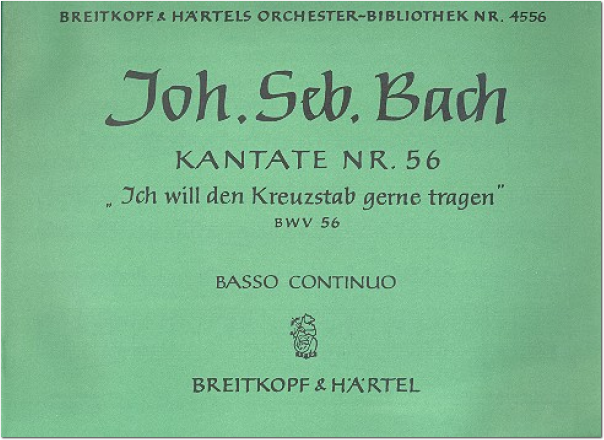 BREITKOPF & HÄRTELS ORCHESTER-BIBLIOTHEK NR. 4556
Joh. Seb. Bach
KANTATE NR. 56
„Ich will den Kreuzstab gerne tragen"
BWV 56
BASSO CONTINUO
BREITKOPF & HÄRTEL